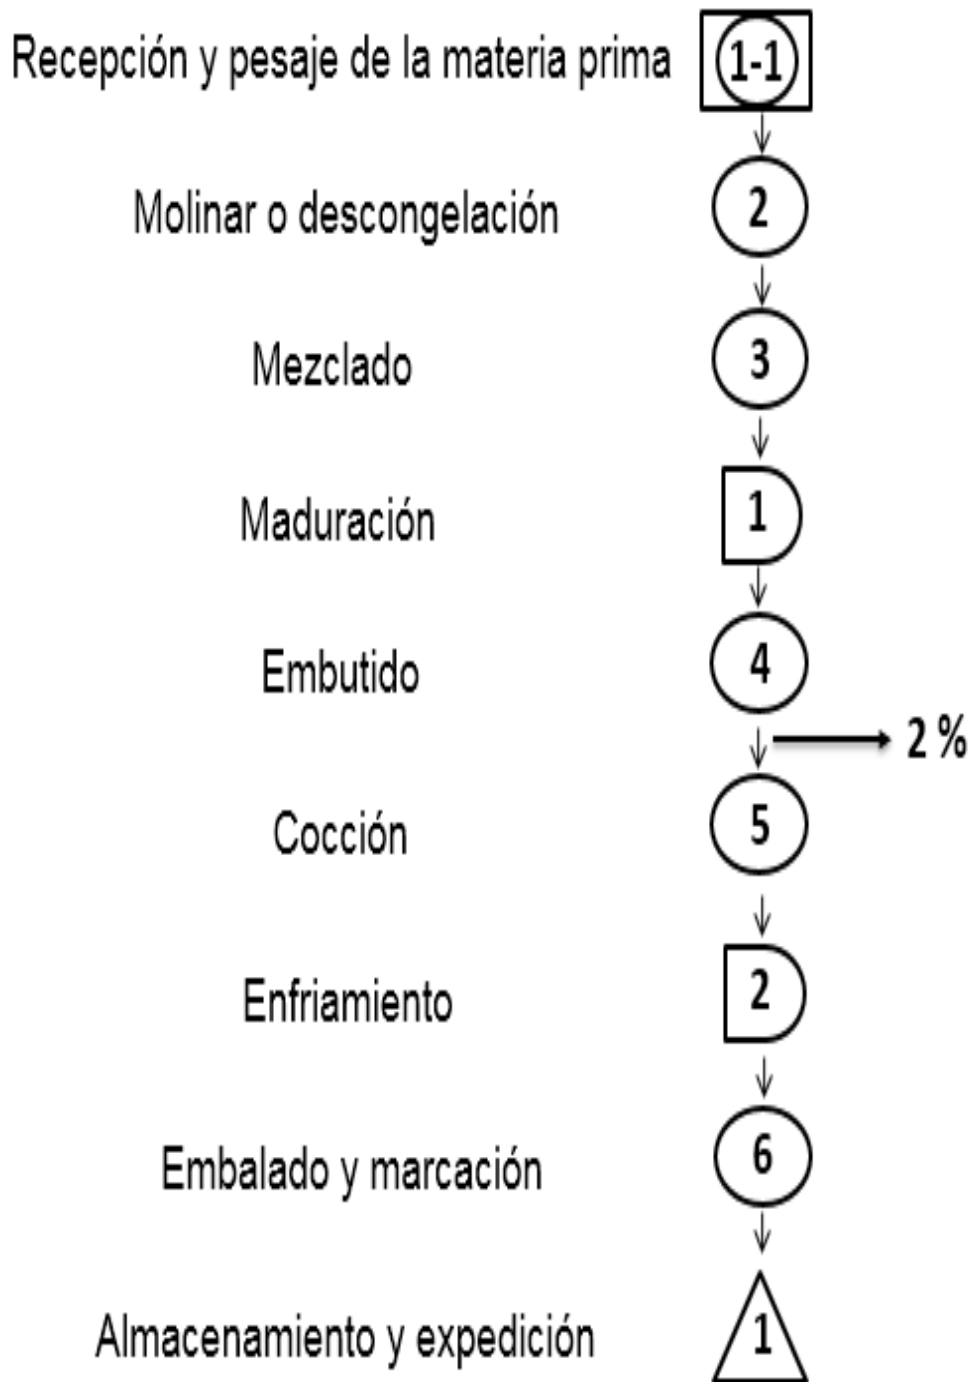 Recepción y pesaje de la materia prima 1-1
Molinar o descongelación 2
Mezclado 3
Maduración 1
Embutido 4
2 %
Cocción 5
Enfriamiento 2
Embalado y marcación 6
Almacenamiento y expedición 1